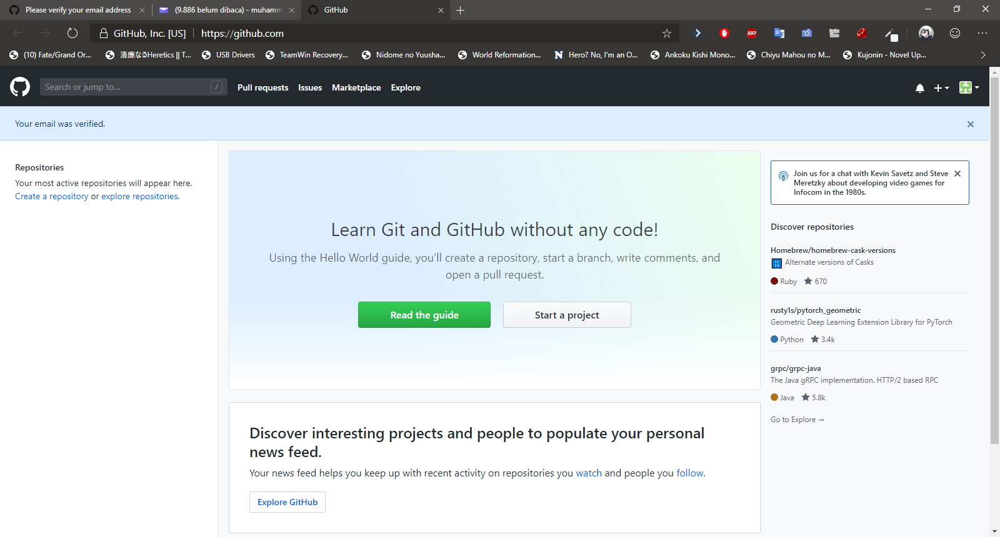 Please verify your email address
(9.886 belum dibaca) - muhamm
GitHub
GitHub, Inc. [US]
https://github.com
ABP
(10) Fate/Grand Or...
清廉なるHeretics || T...
USB Drivers
TeamWin Recovery...
Nidome no Yuusha...
World Reformation...
Hero? No, I'm an O...
Ankoku Kishi Mono...
Chiyu Mahou no M...
Kujonin - Novel Up...
Search or jump to...
/
Pull requests
Issues
Marketplace
Explore
Your email was verified.
Repositories
Your most active repositories will appear here.
Create a repository or explore repositories.
Learn Git and GitHub without any code!
Using the Hello World guide, you’ll create a repository, start a branch, write comments, and
open a pull request.
Read the guide
Start a project
Discover interesting projects and people to populate your personal
news feed.
Your news feed helps you keep up with recent activity on repositories you watch and people you follow.
Explore GitHub
Join us for a chat with Kevin Savetz and Steve
Meretzky about developing video games for
Infocom in the 1980s.
Discover repositories
Homebrew/homebrew-cask-versions
Alternate versions of Casks
Ruby
670
rusty1s/pytorch_geometric
Geometric Deep Learning Extension Library for PyTorch
Python
3.4k
grpc/grpc-java
The Java gRPC implementation. HTTP/2 based RPC
Java
5.8k
Go to Explore →